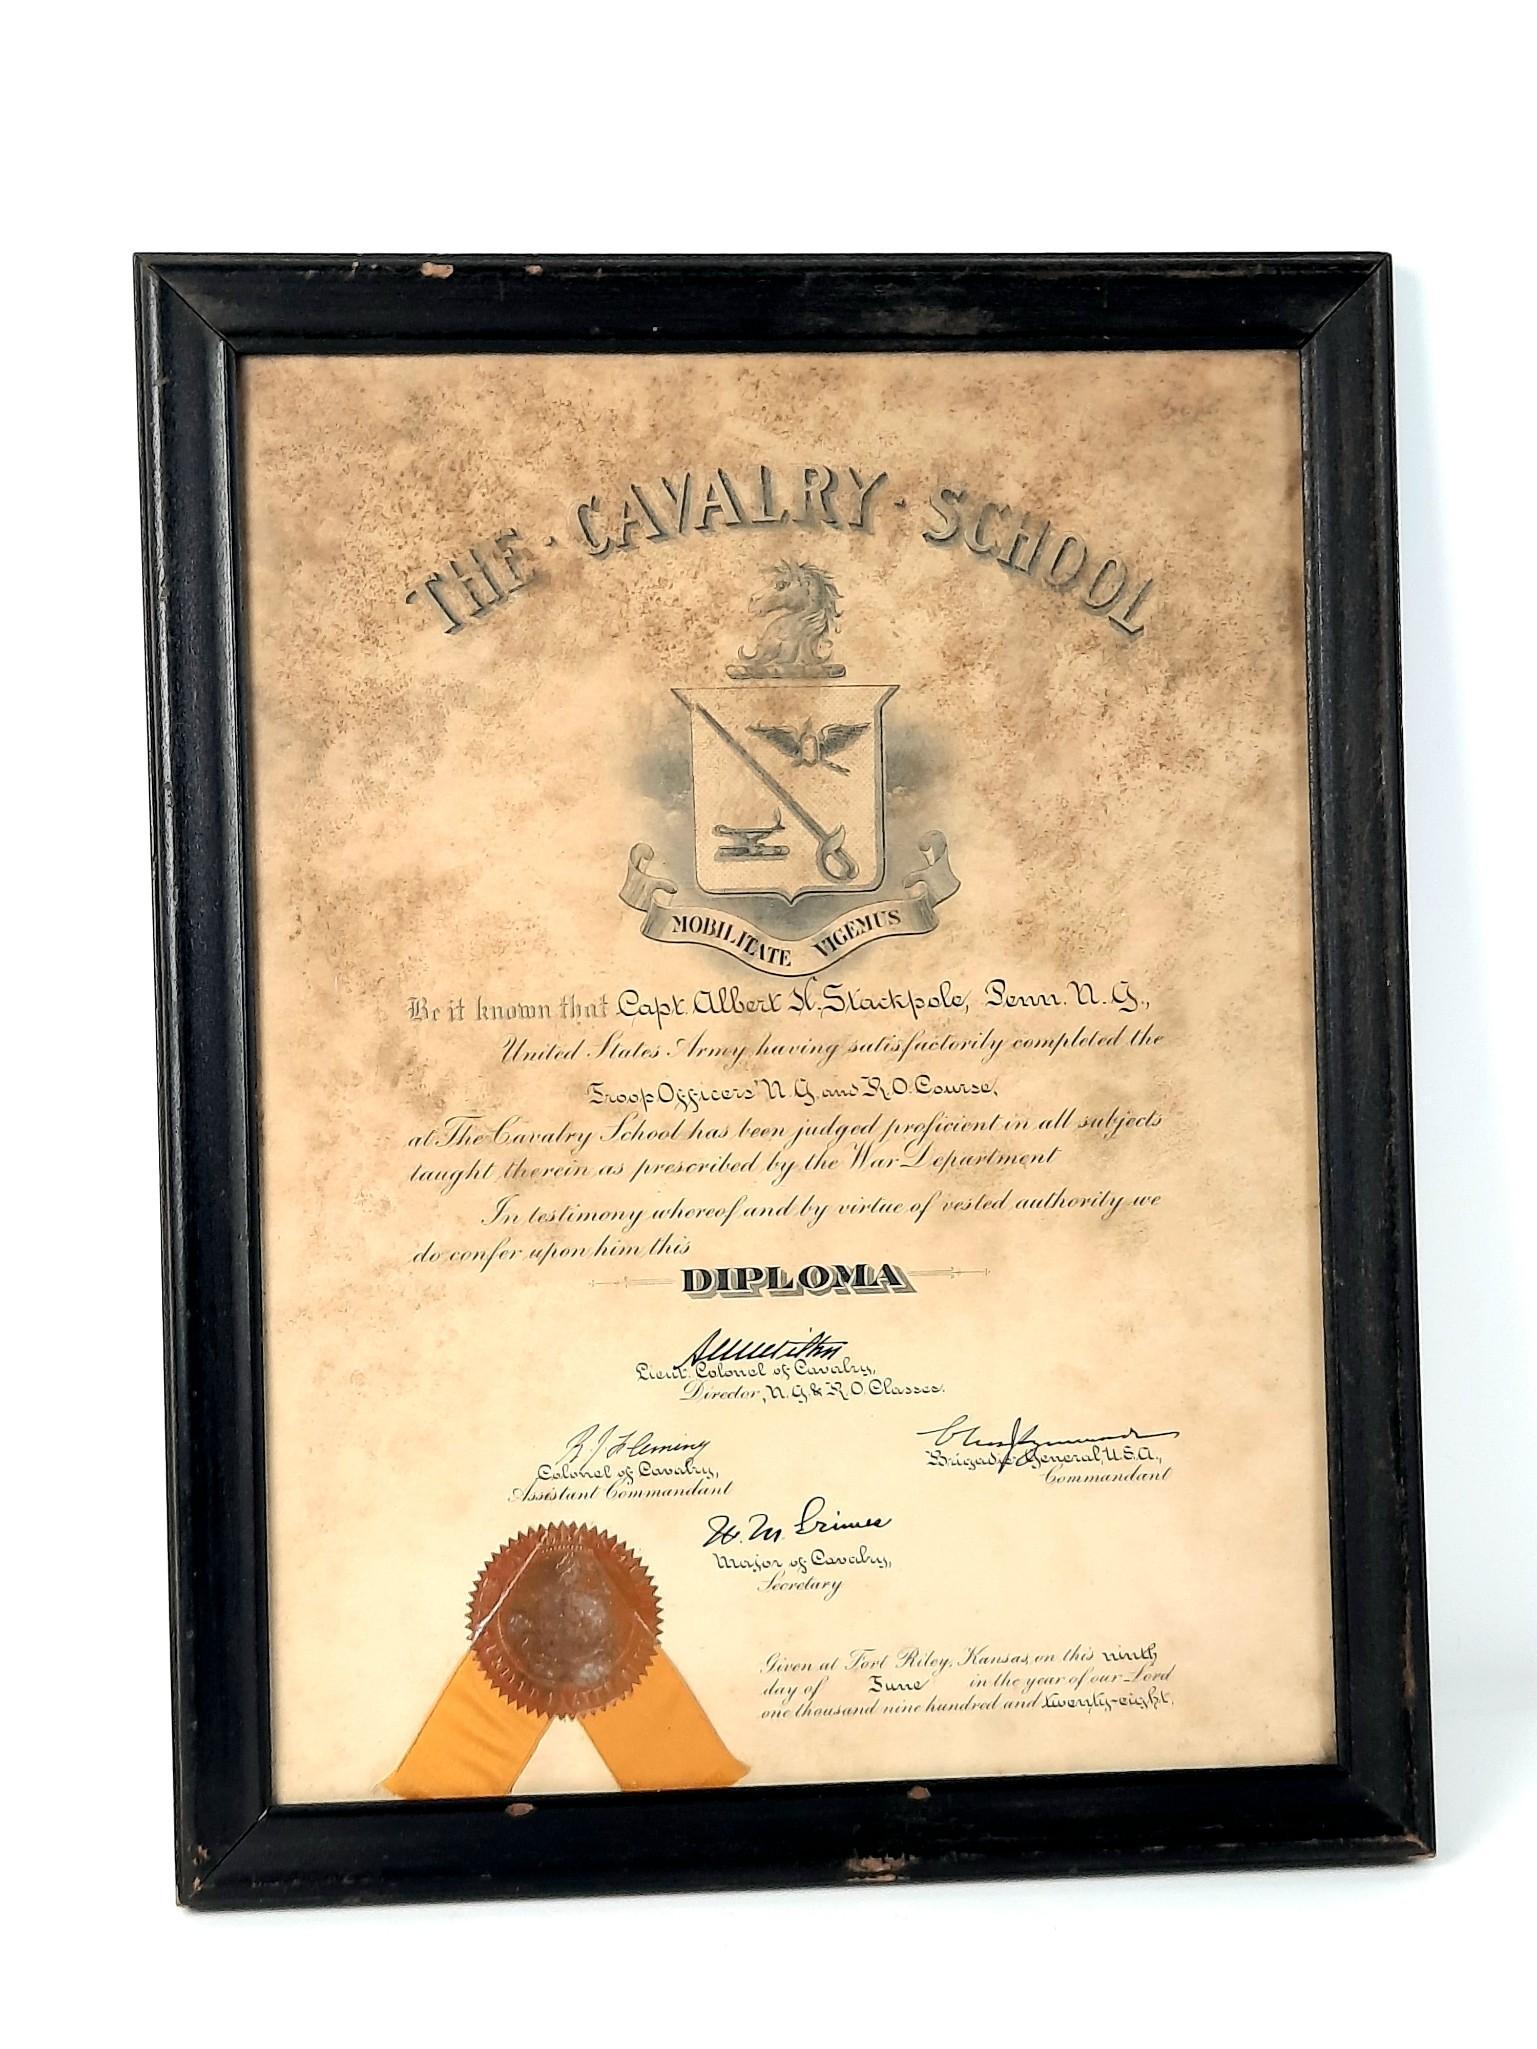 THE · CAVALRY · SCHOOL
MOBILITATE VIGEMUS
Be it known that Capt. Albert H. Stackpole, Penn. N. G.,
United States Army, having satisfactorily completed the
Troop Officers' N. G. and R. O. Course,
at The Cavalry School has been judged proficient in all subjects
taught therein as prescribed by the War Department
In testimony whereof and by virtue of vested authority we
do confer upon him this
DIPLOMA
Lieut. Colonel of Cavalry,
Director, N. G. & R. O. Classes.
R. J. Fleming
Colonel of Cavalry,
Assistant Commandant
Brigadier General, U.S.A.,
Commandant
W. M. Grimes
Major of Cavalry,
Secretary
Given at Fort Riley, Kansas, on this ninth
day of June in the year of our Lord
one thousand nine hundred and twenty-eight.